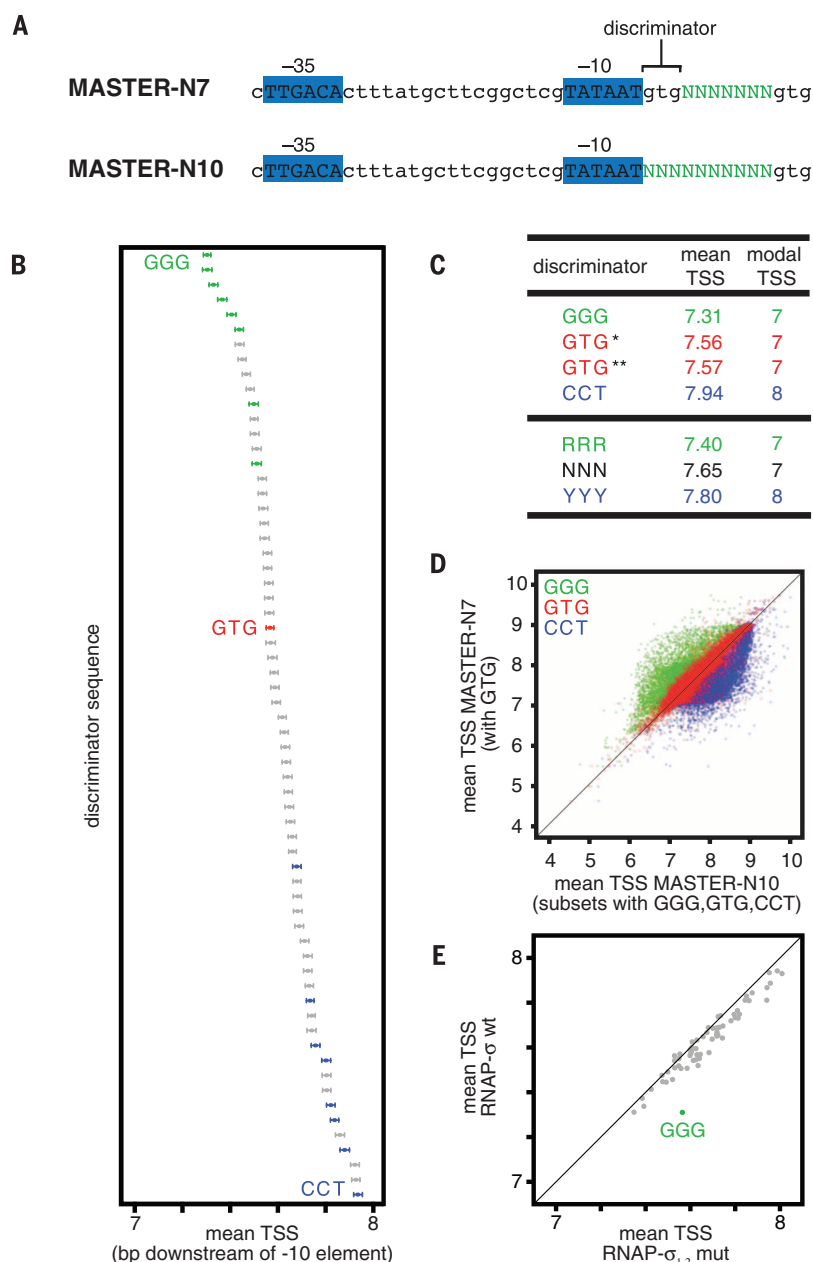 A
discriminator
–35
–10
MASTER-N7
cTTGACActttatgcttcggctcgTATAATgtgNNNNNNNgtg
–35
–10
MASTER-N10
cTTGACActttatgcttcggctcgTATAATNNNNNNNNNNgtg
B
GGG
GTG
CCT
discriminator sequence
7
8
mean TSS
(bp downstream of -10 element)
C
discriminator mean TSS modal TSS
GGG 7.31 7
GTG* 7.56 7
GTG** 7.57 7
CCT 7.94 8
RRR 7.40 7
NNN 7.65 7
YYY 7.80 8
D
GGG
GTG
CCT
mean TSS MASTER-N7
(with GTG)
10
9
8
7
6
5
4
4 5 6 7 8 9 10
mean TSS MASTER-N10
(subsets with GGG,GTG,CCT)
E
mean TSS
RNAP-σ wt
8
7
GGG
7 8
mean TSS